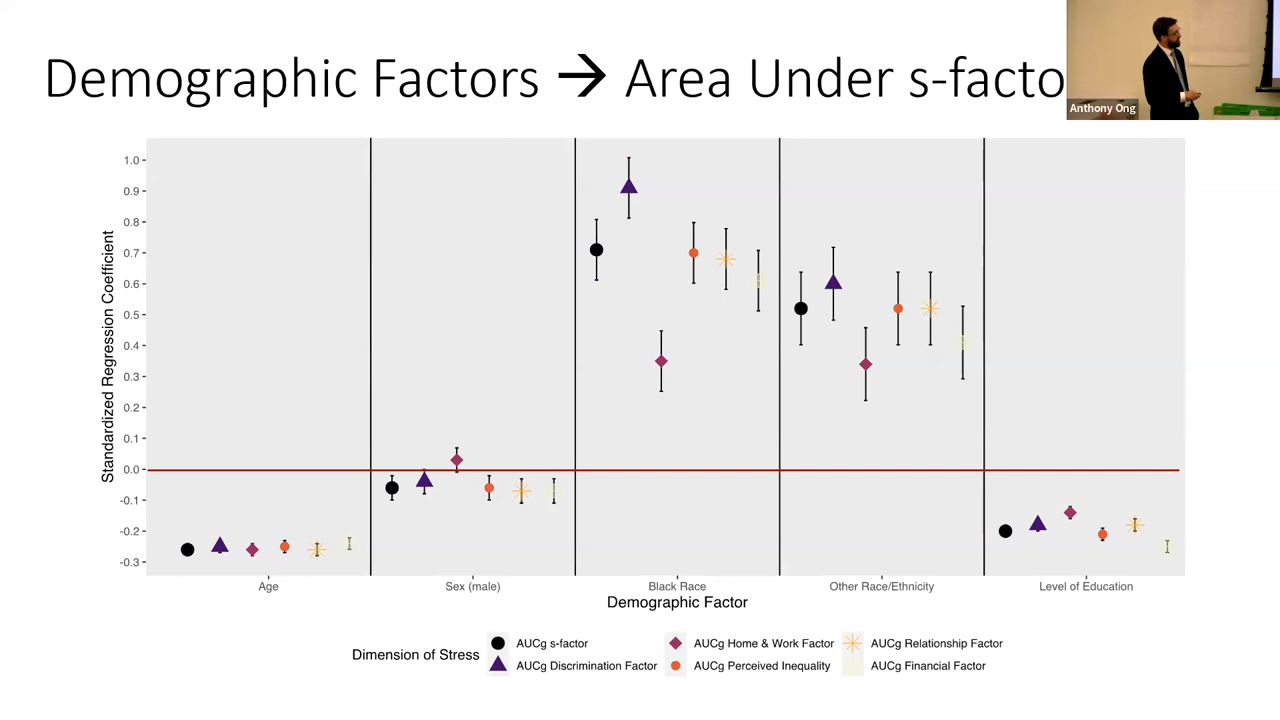 Demographic Factors → Area Under s-facto
Anthony Ong
Standardized Regression Coefficient
1.0
0.9
0.8
0.7
0.6
0.5
0.4
0.3
0.2
0.1
0.0
-0.1
-0.2
-0.3
Age
Sex (male)
Black Race
Other Race/Ethnicity
Level of Education
Demographic Factor
Dimension of Stress
AUCg s-factor
AUCg Home & Work Factor
AUCg Relationship Factor
AUCg Discrimination Factor
AUCg Perceived Inequality
AUCg Financial Factor